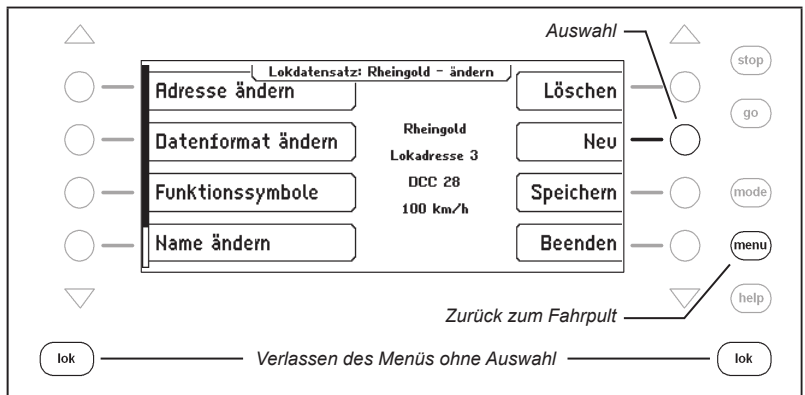 Auswahl
stop
Lokdatensatz: Rheingold - ändern
Adresse ändern
Löschen
go
Datenformat ändern
Rheingold
Neu
Lokadresse 3
Funktionssymbole
DCC 28
Speichern
mode
100 km/h
Name ändern
Beenden
menu
help
Zurück zum Fahrpult
lok
Verlassen des Menüs ohne Auswahl
lok